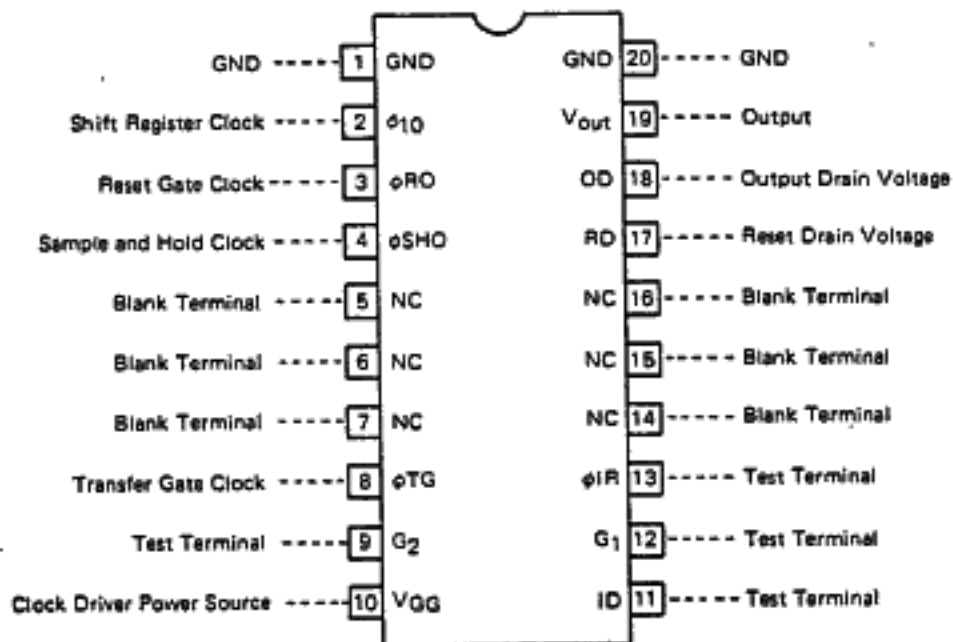 GND ----- 1 GND GND 20 ----- GND
Shift Register Clock ----- 2 ϕ10 Vout 19 ----- Output
Reset Gate Clock ----- 3 ϕRO OD 18 ----- Output Drain Voltage
Sample and Hold Clock ----- 4 ϕSHO RD 17 ----- Reset Drain Voltage
Blank Terminal ----- 5 NC NC 16 ----- Blank Terminal
Blank Terminal ----- 6 NC NC 15 ----- Blank Terminal
Blank Terminal ----- 7 NC NC 14 ----- Blank Terminal
Transfer Gate Clock ----- 8 ϕTG ϕIR 13 ----- Test Terminal
Test Terminal ----- 9 G2 G1 12 ----- Test Terminal
Clock Driver Power Source ----- 10 VGG ID 11 ----- Test Terminal